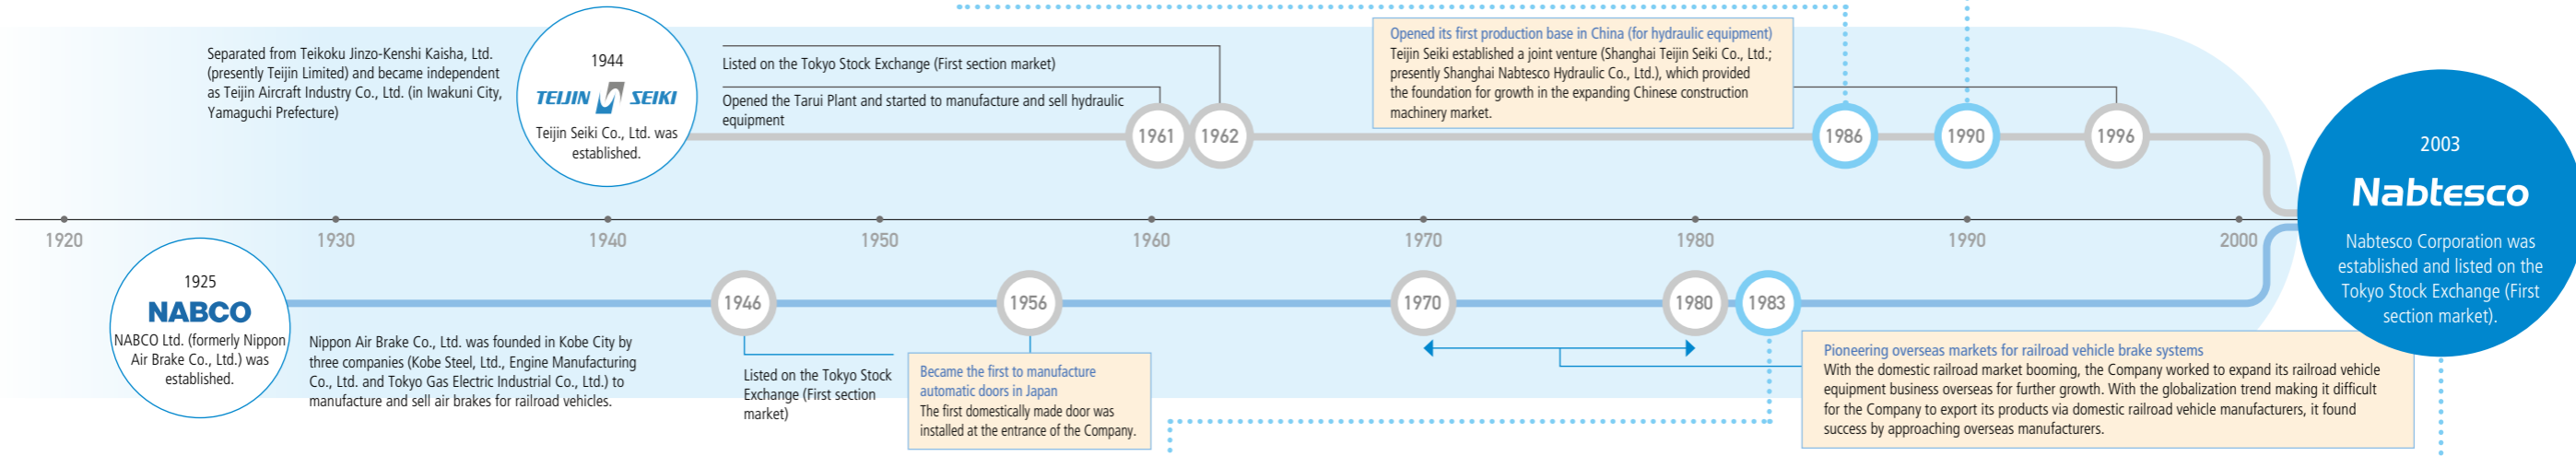 Separated from Teikoku Jinzo-Kenshi Kaisha, Ltd.
(presently Teijin Limited) and became independent
as Teijin Aircraft Industry Co., Ltd. (in Iwakuni City,
Yamaguchi Prefecture)
1944
TEIJIN SEIKI
Teijin Seiki Co., Ltd. was
established.
Listed on the Tokyo Stock Exchange (First section market)
Opened the Tarui Plant and started to manufacture and sell hydraulic
equipment
1961
1962
Opened its first production base in China (for hydraulic equipment)
Teijin Seiki established a joint venture (Shanghai Teijin Seiki Co., Ltd.;
presently Shanghai Nabtesco Hydraulic Co., Ltd.), which provided
the foundation for growth in the expanding Chinese construction
machinery market.
1986
1990
1996
2003
Nabtesco
Nabtesco Corporation was
established and listed on the
Tokyo Stock Exchange (First
section market).
1920
1930
1940
1950
1960
1970
1980
1990
2000
1925
NABCO
NABCO Ltd. (formerly Nippon
Air Brake Co., Ltd.) was
established.
Nippon Air Brake Co., Ltd. was founded in Kobe City by
three companies (Kobe Steel, Ltd., Engine Manufacturing
Co., Ltd. and Tokyo Gas Electric Industrial Co., Ltd.) to
manufacture and sell air brakes for railroad vehicles.
1946
Listed on the Tokyo Stock
Exchange (First section
market)
1956
Became the first to manufacture
automatic doors in Japan
The first domestically made door was
installed at the entrance of the Company.
1970
1980
1983
Pioneering overseas markets for railroad vehicle brake systems
With the domestic railroad market booming, the Company worked to expand its railroad vehicle
equipment business overseas for further growth. With the globalization trend making it difficult
for the Company to export its products via domestic railroad vehicle manufacturers, it found
success by approaching overseas manufacturers.